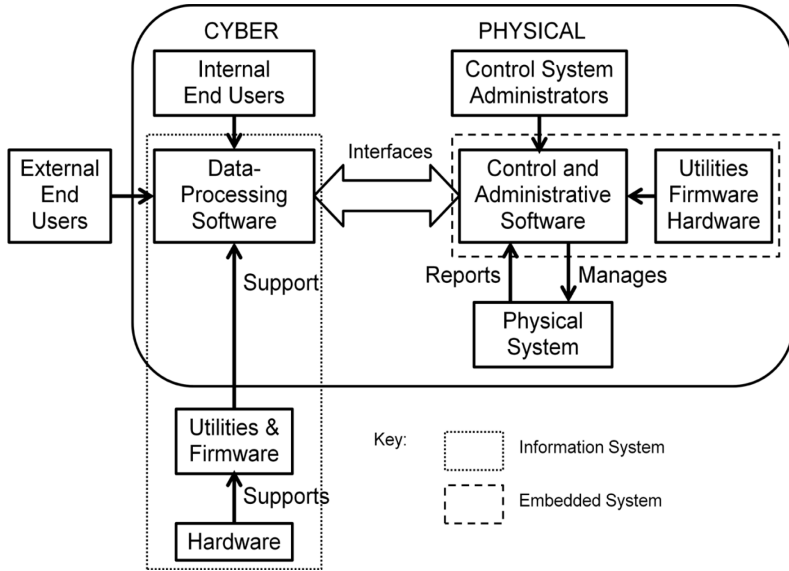 CYBER
PHYSICAL
Internal
End Users
Control System
Administrators
External
End
Users
Data-
Processing
Software
Interfaces
Control and
Administrative
Software
Utilities
Firmware
Hardware
Support
Reports
Manages
Physical
System
Utilities &
Firmware
Supports
Hardware
Key:
Information System
Embedded System